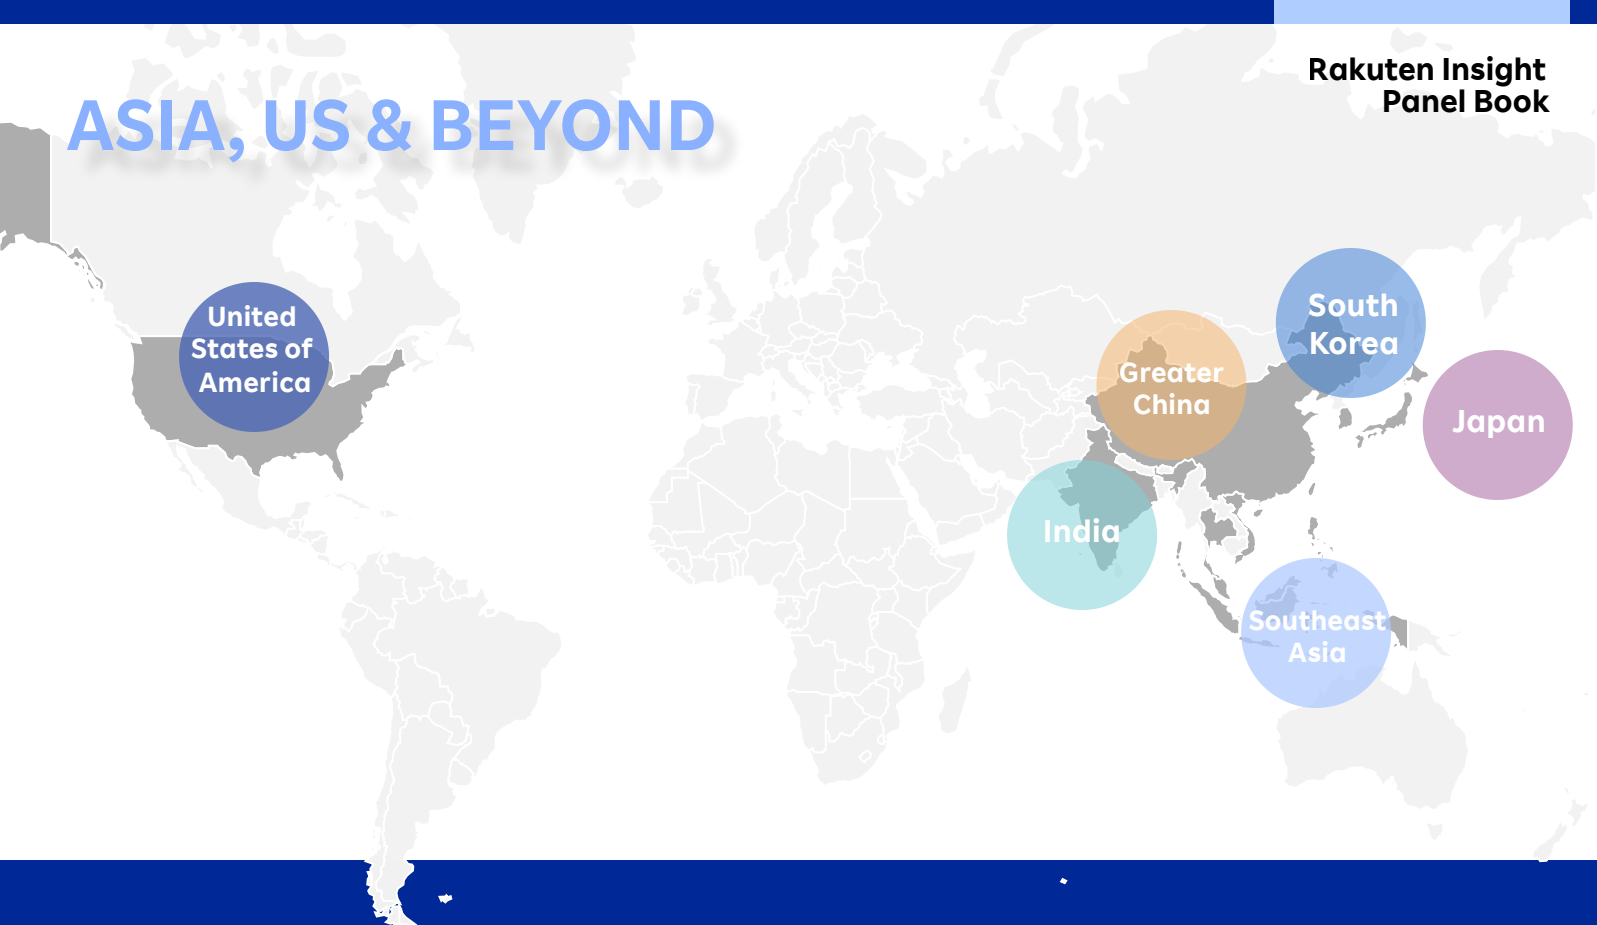 Rakuten Insight
Panel Book
ASIA, US & BEYOND
United
States of
America
Greater
China
South
Korea
Japan
India
Southeast
Asia